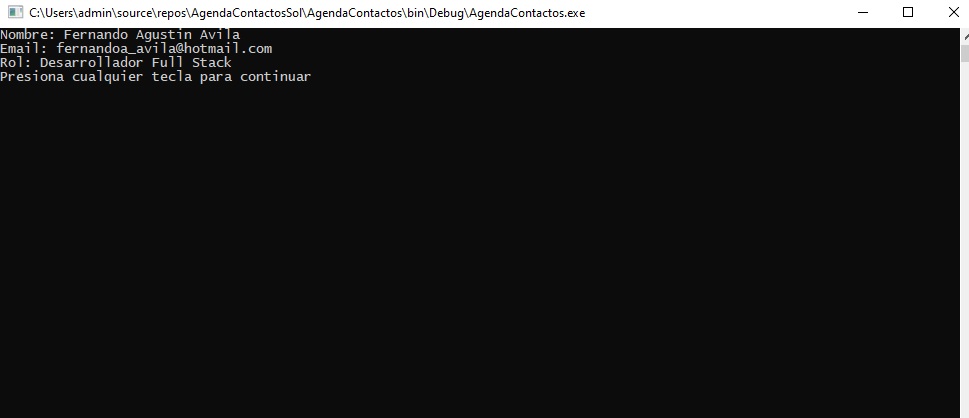 C:\Users\admin\source\repos\AgendaContactosSol\AgendaContactos\bin\Debug\AgendaContactos.exe
Nombre: Fernando Agustin Avila
Email: fernandoa_avila@hotmail.com
Rol: Desarrollador Full Stack
Presiona cualquier tecla para continuar